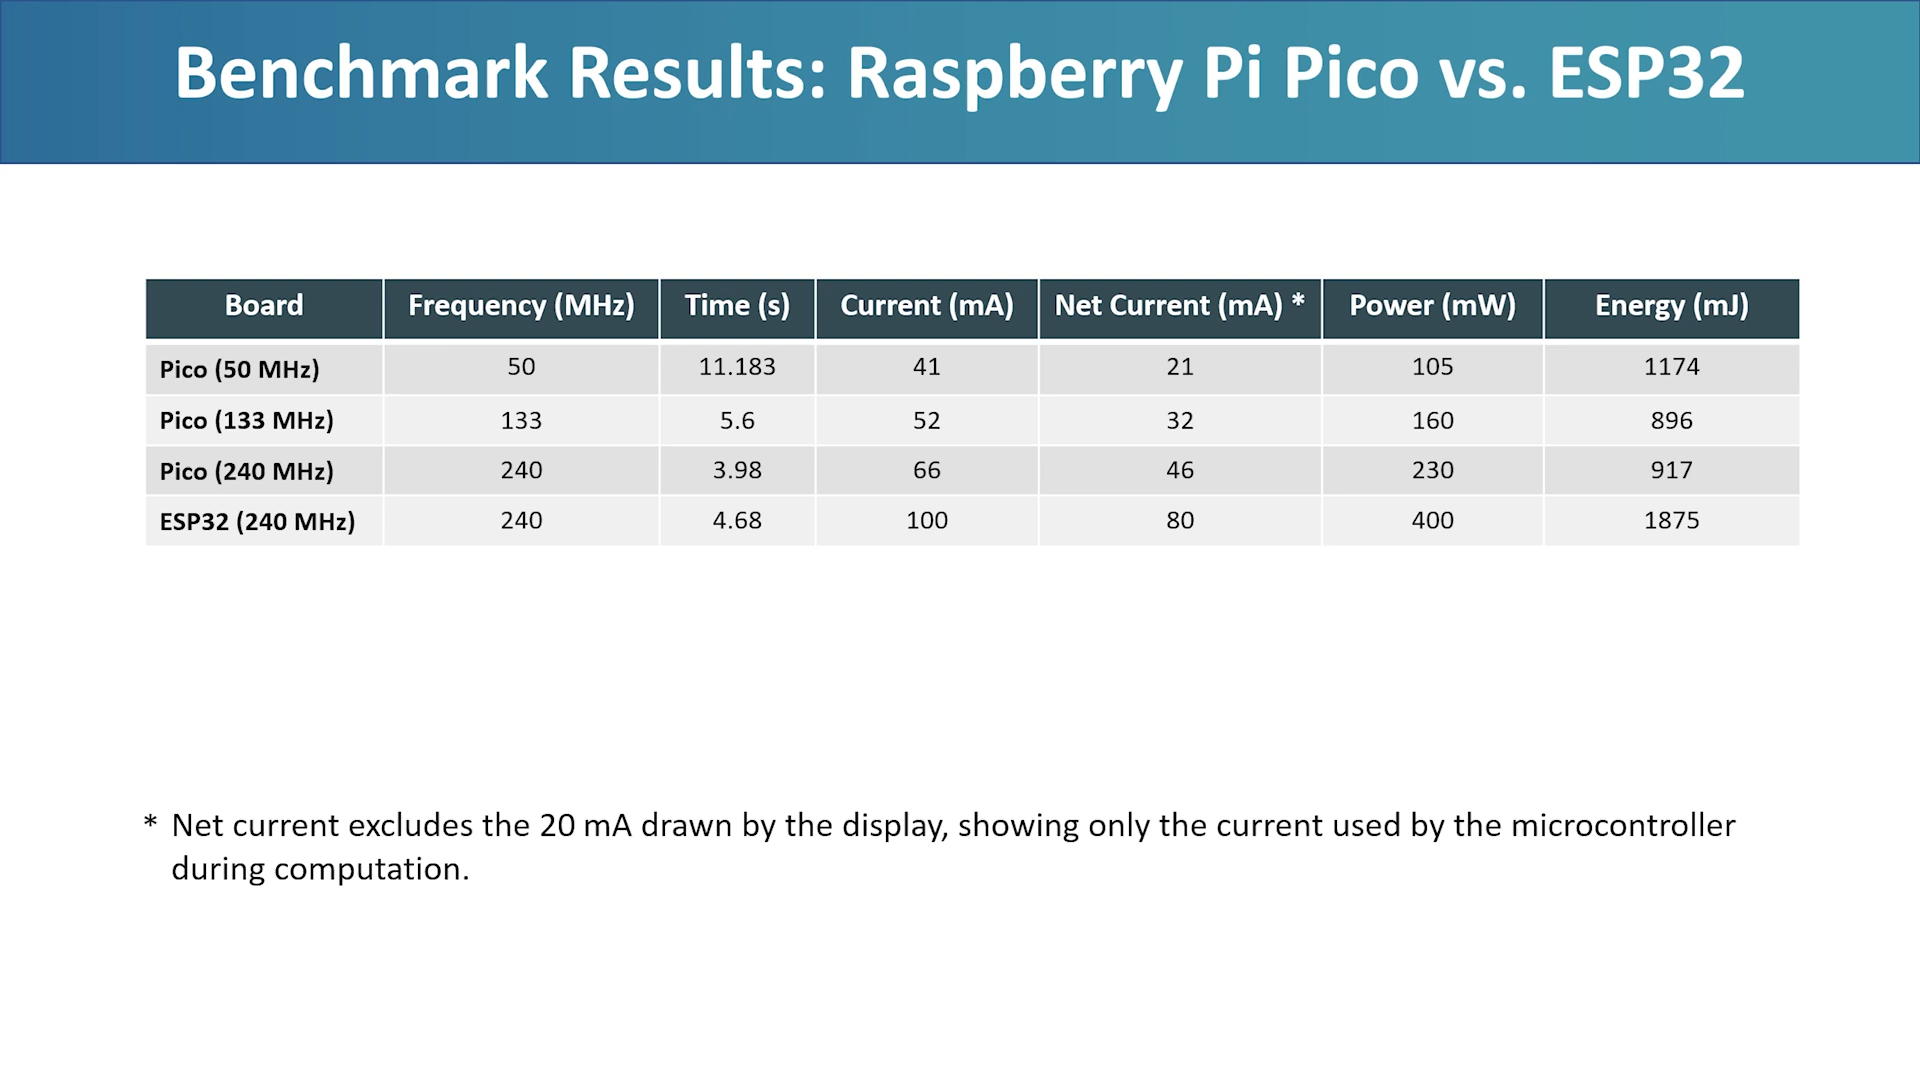 Benchmark Results: Raspberry Pi Pico vs. ESP32
Board Frequency (MHz) Time (s) Current (mA) Net Current (mA) * Power (mW) Energy (mJ)
Pico (50 MHz) 50 11.183 41 21 105 1174
Pico (133 MHz) 133 5.6 52 32 160 896
Pico (240 MHz) 240 3.98 66 46 230 917
ESP32 (240 MHz) 240 4.68 100 80 400 1875
* Net current excludes the 20 mA drawn by the display, showing only the current used by the microcontroller
during computation.